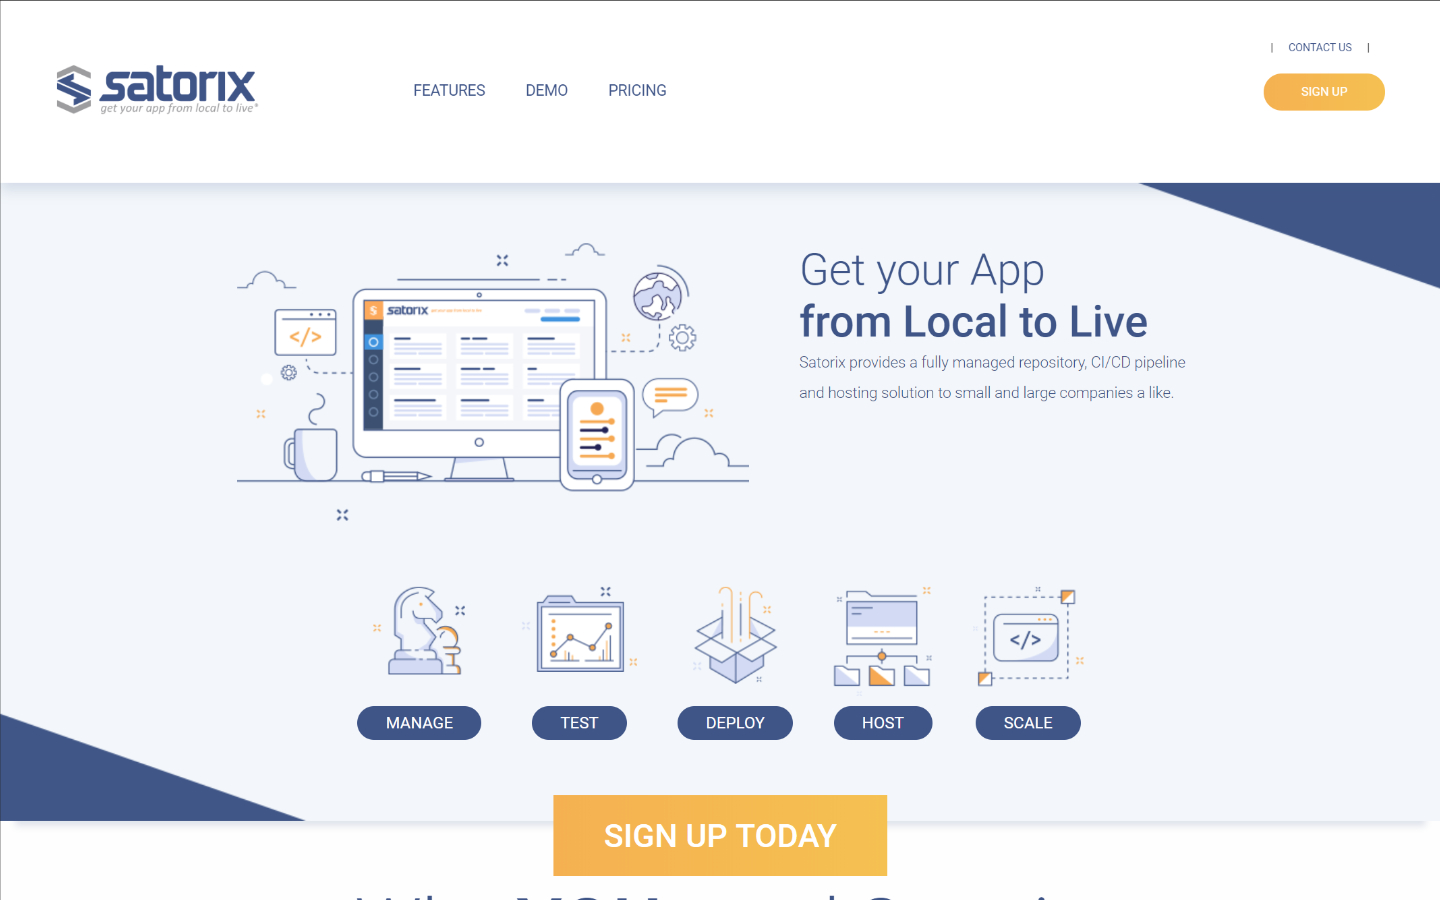 satorix
get your app from local to live®
FEATURES
DEMO
PRICING
| CONTACT US |
SIGN UP
satorix
</>
Get your App
from Local to Live
Satorix provides a fully managed repository, CI/CD pipeline
and hosting solution to small and large companies a like.
</>
MANAGE
TEST
DEPLOY
HOST
SCALE
SIGN UP TODAY